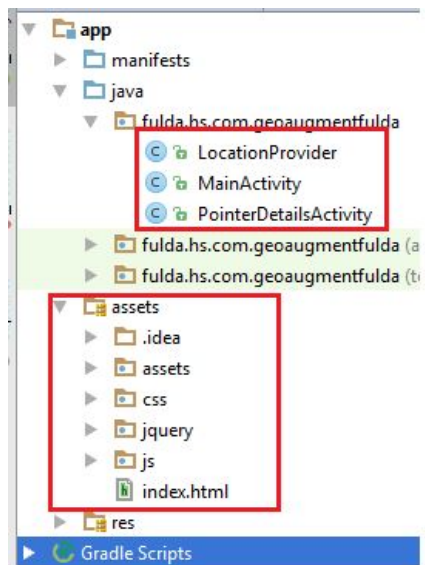 app
manifests
java
fulda.hs.com.geoaugmentfulda
C LocationProvider
C MainActivity
C PointerDetailsActivity
fulda.hs.com.geoaugmentfulda (a
fulda.hs.com.geoaugmentfulda (te
assets
.idea
assets
css
jquery
js
h index.html
res
Gradle Scripts